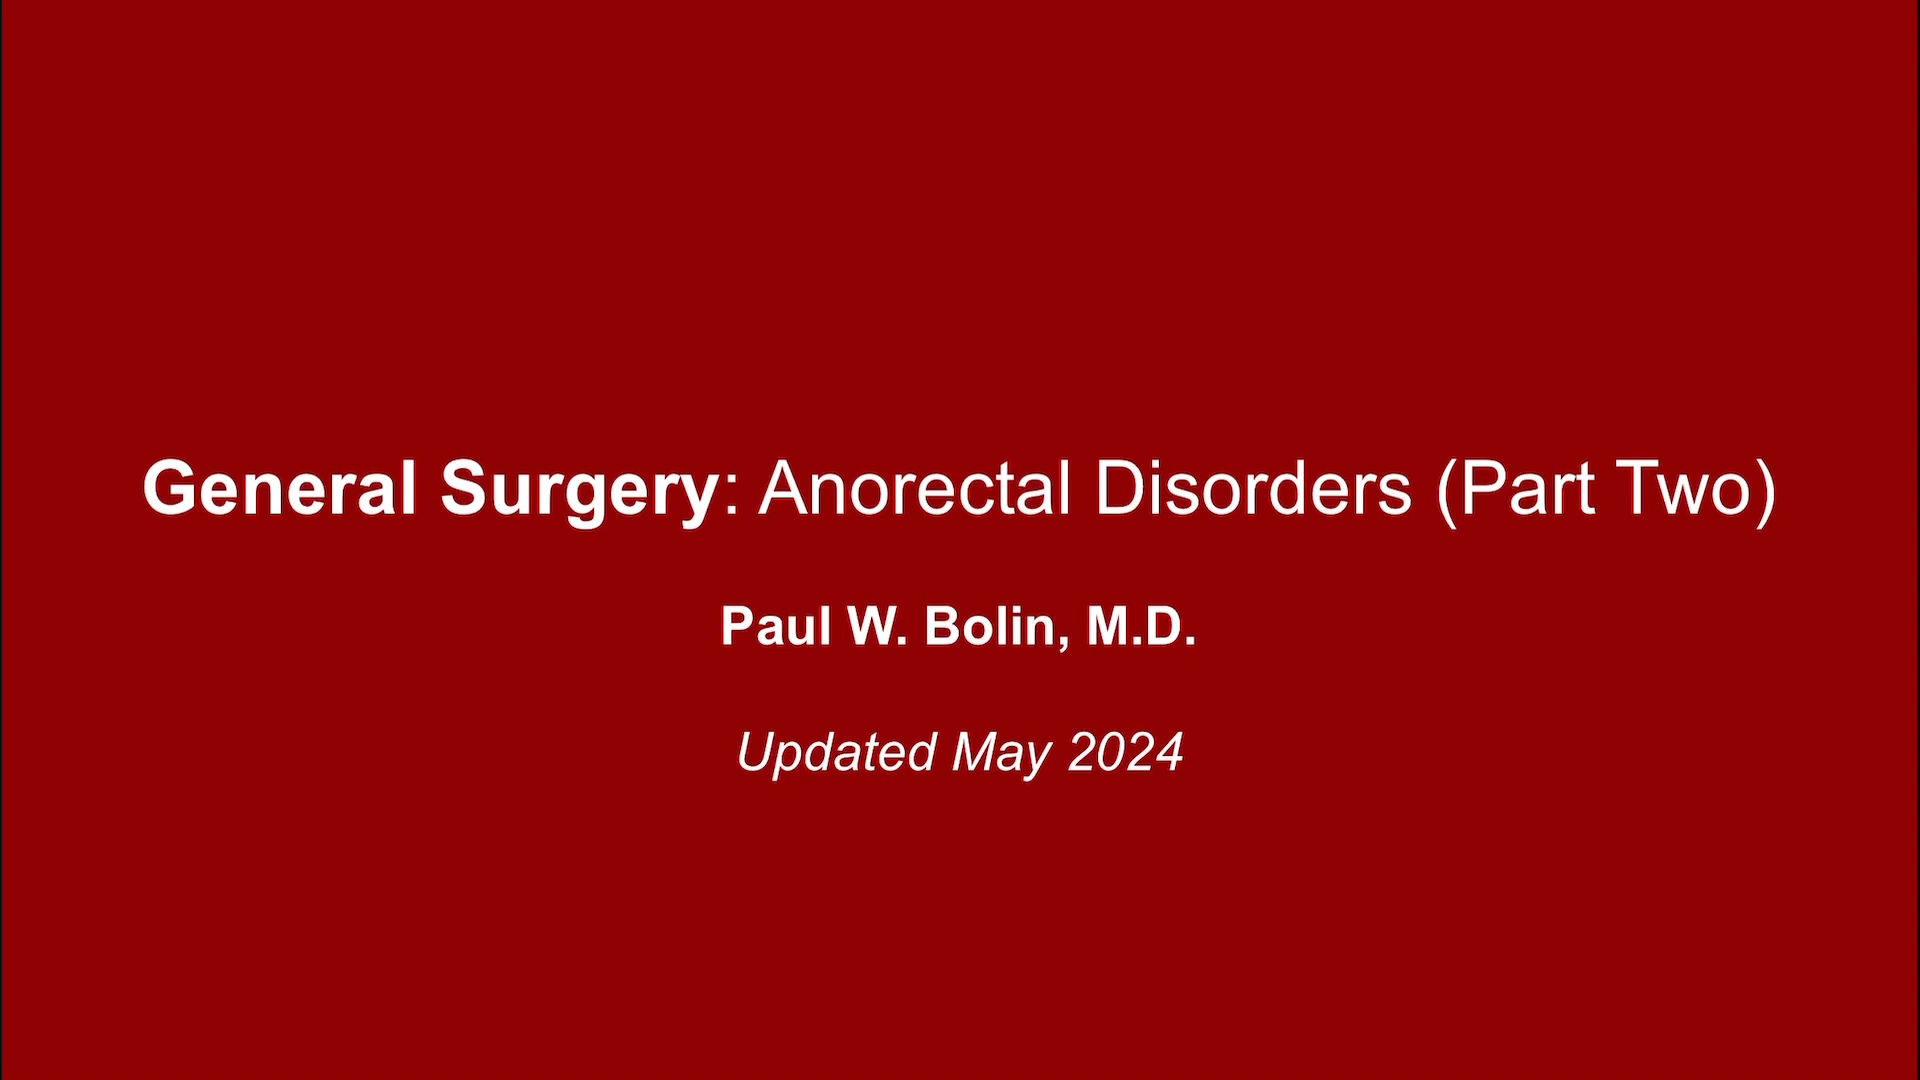 General Surgery: Anorectal Disorders (Part Two)
Paul W. Bolin, M.D.
Updated May 2024